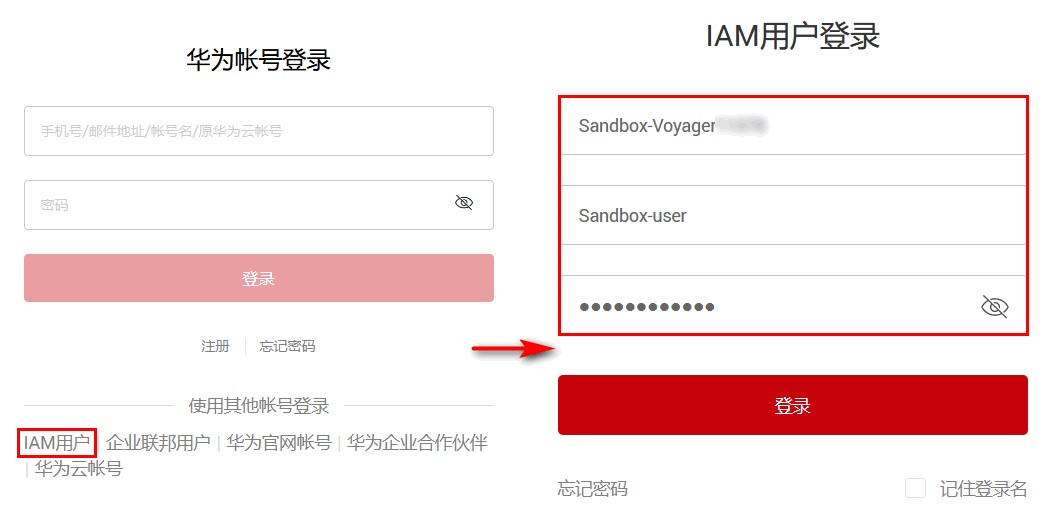 华为帐号登录
手机号/邮件地址/帐号名/原华为云帐号
密码
登录
注册 | 忘记密码
使用其他帐号登录
IAM用户 | 企业联邦用户 | 华为官网帐号 | 华为企业合作伙伴
| 华为云帐号
IAM用户登录
Sandbox-Voyager
Sandbox-user
●●●●●●●●●●●●
登录
忘记密码
记住登录名